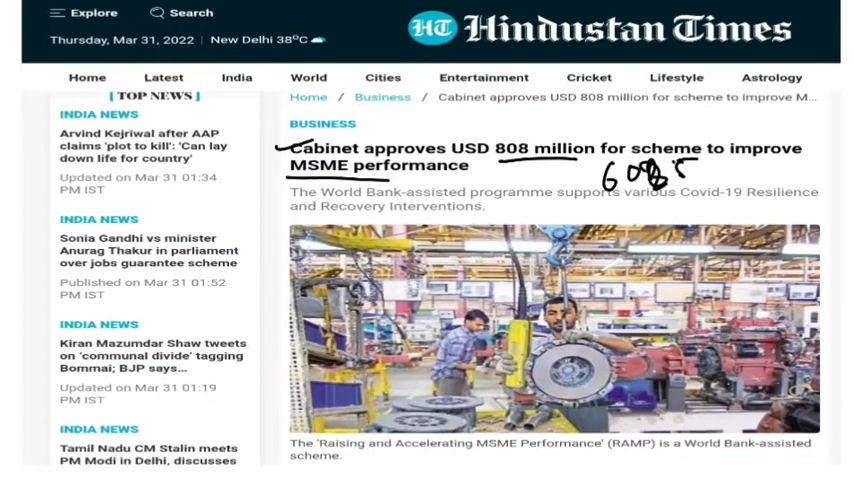 Explore
Search
Thursday, Mar 31, 2022 | New Delhi 38°C
HT Hindustan Times
Home Latest India World Cities Entertainment Cricket Lifestyle Astrology
[ TOP NEWS ]
INDIA NEWS
Arvind Kejriwal after AAP
claims 'plot to kill': 'Can lay
down life for country'
Updated on Mar 31 01:34
PM IST
INDIA NEWS
Sonia Gandhi vs minister
Anurag Thakur in parliament
over jobs guarantee scheme
Published on Mar 31 01:52
PM IST
INDIA NEWS
Kiran Mazumdar Shaw tweets
on 'communal divide' tagging
Bommai; BJP says...
Updated on Mar 31 01:19
PM IST
INDIA NEWS
Tamil Nadu CM Stalin meets
PM Modi in Delhi, discusses
Home / Business / Cabinet approves USD 808 million for scheme to improve M...
BUSINESS
Cabinet approves USD 808 million for scheme to improve
MSME performance
The World Bank-assisted programme supports various Covid-19 Resilience
and Recovery Interventions.
The 'Raising and Accelerating MSME Performance' (RAMP) is a World Bank-assisted
scheme.